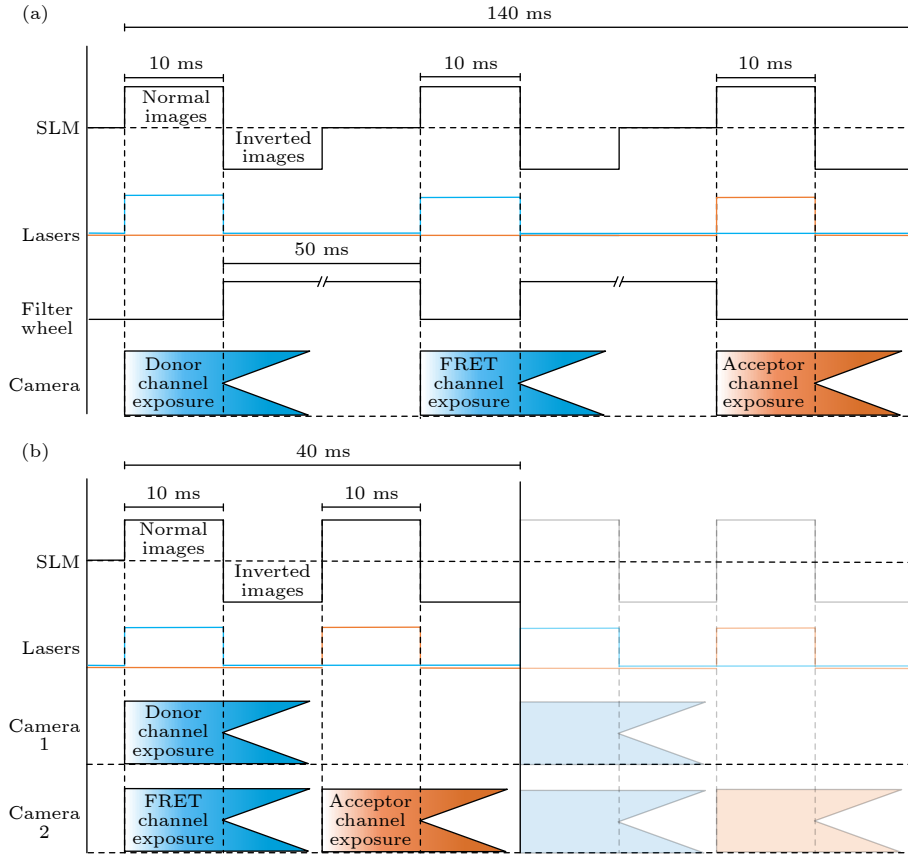 (a)
140 ms
10 ms 10 ms 10 ms
Normal
images
SLM
Inverted
images
Lasers
50 ms
Filter
wheel
Donor
channel
exposure
FRET
channel
exposure
Acceptor
channel
exposure
Camera
(b)
40 ms
10 ms 10 ms
Normal
images
SLM
Inverted
images
Lasers
Camera
1
Donor
channel
exposure
Camera
2
FRET
channel
exposure
Acceptor
channel
exposure